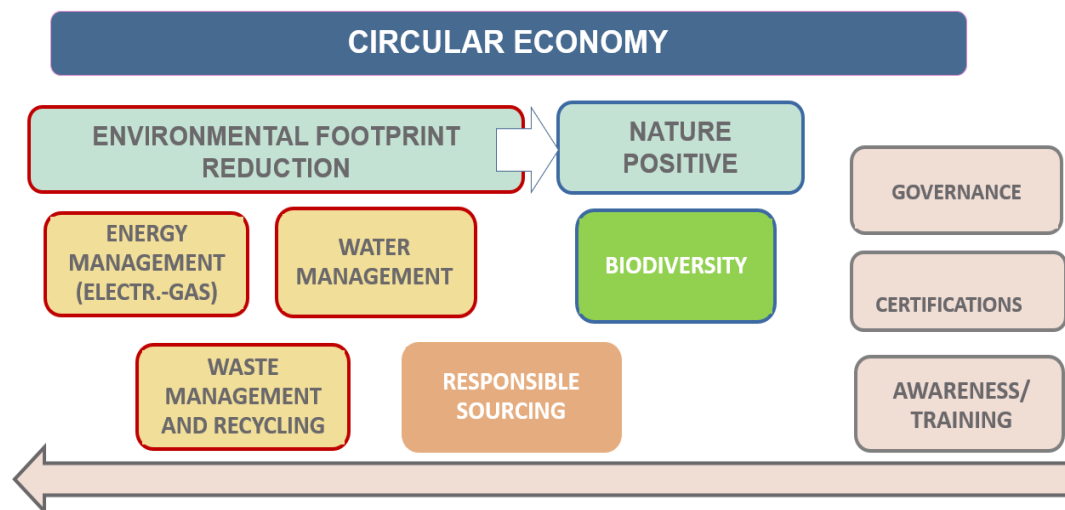 CIRCULAR ECONOMY
ENVIRONMENTAL FOOTPRINT
REDUCTION
NATURE
POSITIVE
GOVERNANCE
ENERGY
MANAGEMENT
(ELECTR.-GAS)
WATER
MANAGEMENT
BIODIVERSITY
CERTIFICATIONS
WASTE
MANAGEMENT
AND RECYCLING
RESPONSIBLE
SOURCING
AWARENESS/
TRAINING